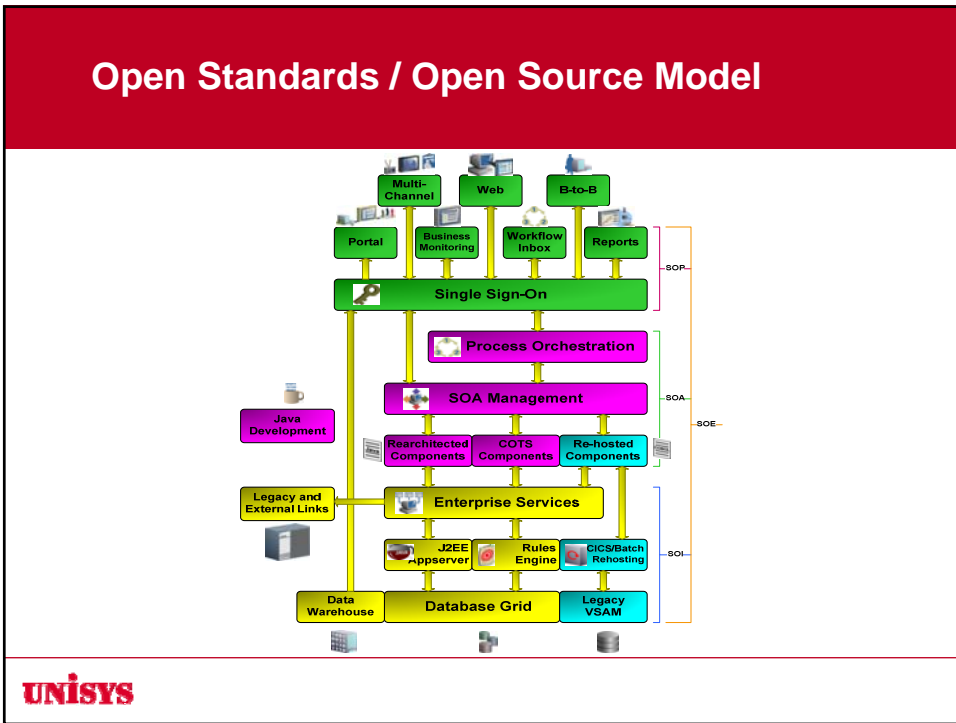 Open Standards / Open Source Model
Multi-
Channel
Web
B-to-B
Portal
Business
Monitoring
Workflow
Inbox
Reports
SOP
Single Sign-On
Process Orchestration
SOA Management
SOA
SOE
Java
Development
Rearchitected
Components
COTS
Components
Re-hosted
Components
Legacy and
External Links
Enterprise Services
J2EE
Appserver
Rules
Engine
CICS/Batch
Rehosting
SOI
Data
Warehouse
Database Grid
Legacy
VSAM
UNISYS